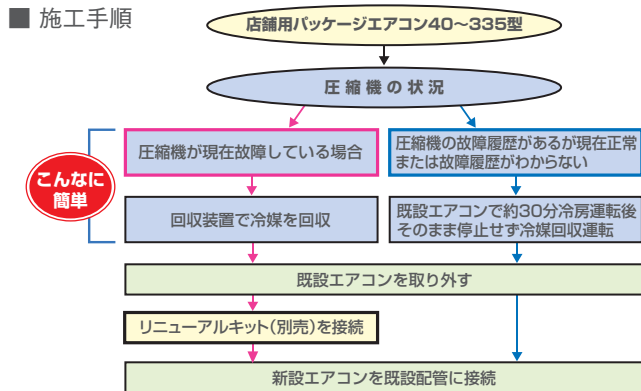 ■ 施工手順
店舗用パッケージエアコン40～335型
圧縮機の状況
こんなに
簡単
圧縮機が現在故障している場合
圧縮機の故障履歴があるが現在正常
または故障履歴がわからない
回収装置で冷媒を回収
既設エアコンで約30分冷房運転後
そのまま停止せず冷媒回収運転
既設エアコンを取り外す
リニューアルキット（別売）を接続
新設エアコンを既設配管に接続